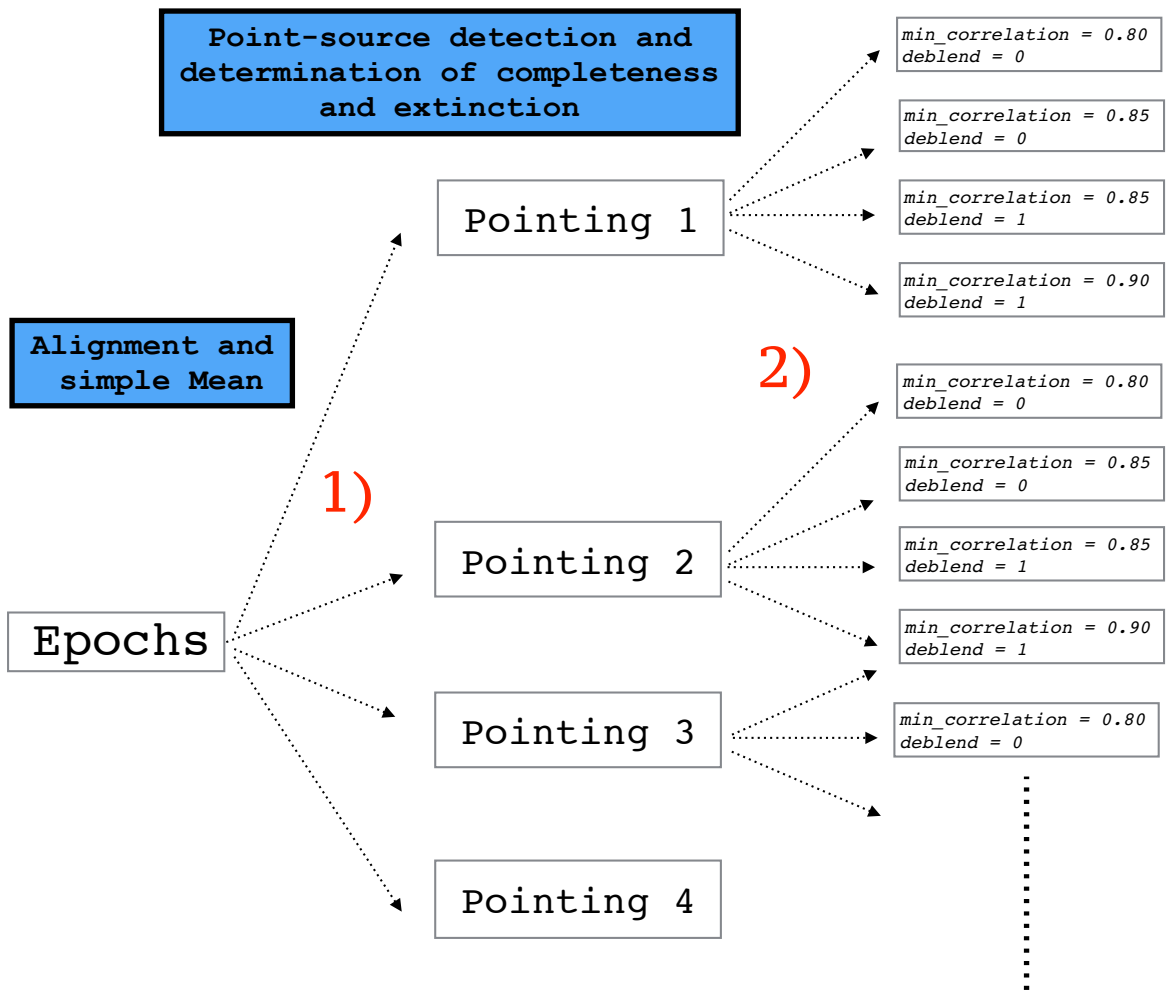 Point-source detection and
determination of completeness
and extinction
min_correlation = 0.80
deblend = 0
min_correlation = 0.85
deblend = 0
Pointing 1
min_correlation = 0.85
deblend = 1
min_correlation = 0.90
deblend = 1
Alignment and
simple Mean
2)
min_correlation = 0.80
deblend = 0
1)
min_correlation = 0.85
deblend = 0
Pointing 2
min_correlation = 0.85
deblend = 1
Epochs
min_correlation = 0.90
deblend = 1
Pointing 3
min_correlation = 0.80
deblend = 0
Pointing 4